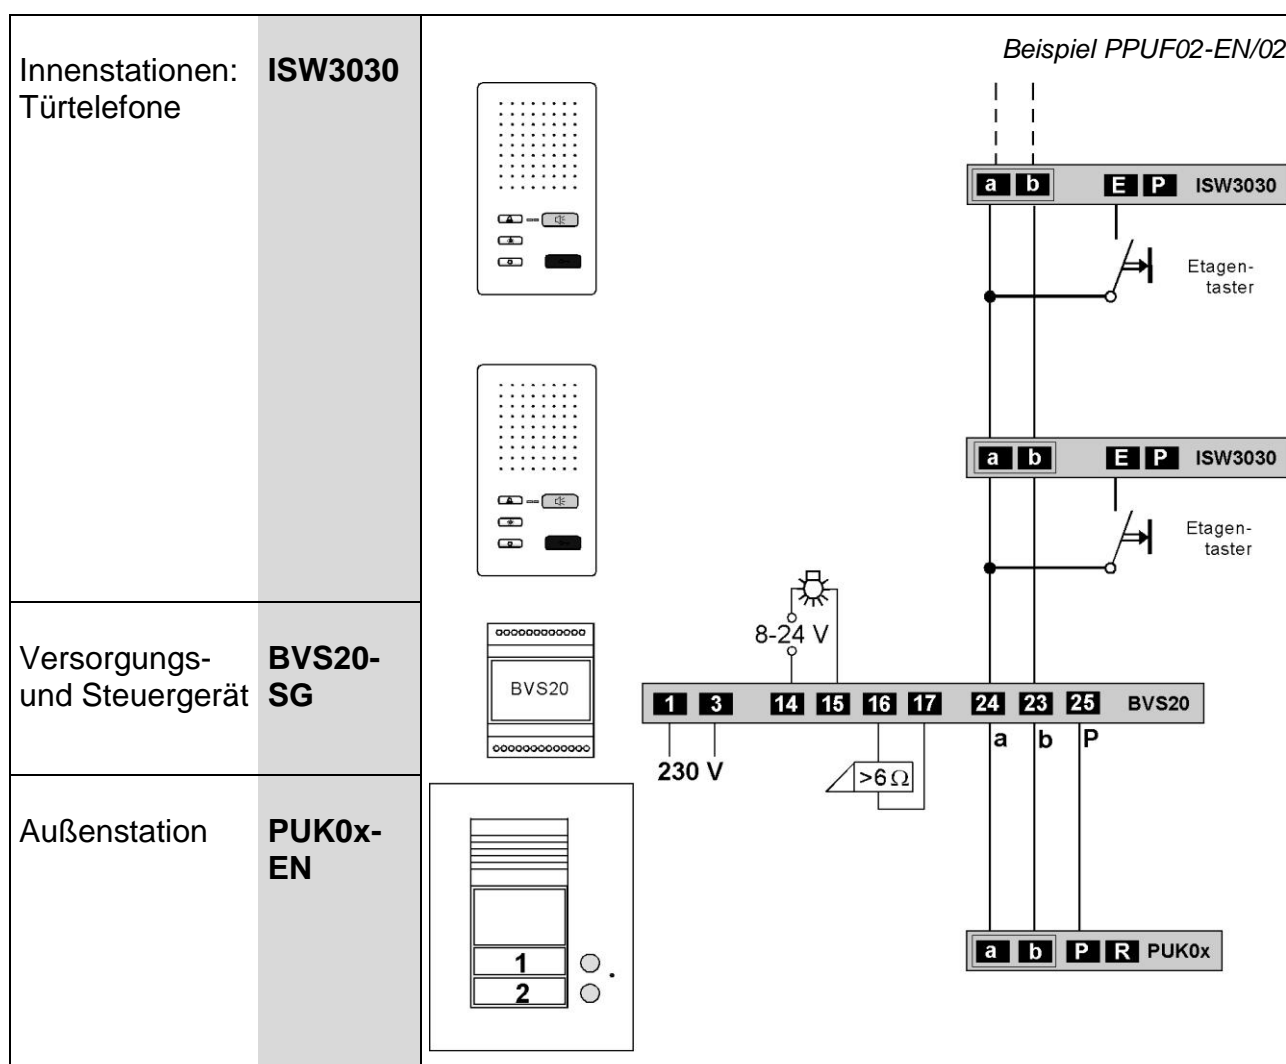 Beispiel PPUF02-EN/02
Innenstationen:
Türtelefone
ISW3030
a b E P ISW3030
Etagen-
taster
a b E P ISW3030
Etagen-
taster
8-24 V
Versorgungs-
und Steuergerät
BVS20-
SG
BVS20
1 3 14 15 16 17 24 23 25 BVS20
a b P
230 V
>6 Ω
Außenstation
PUK0x-
EN
1
2
a b P R PUK0x